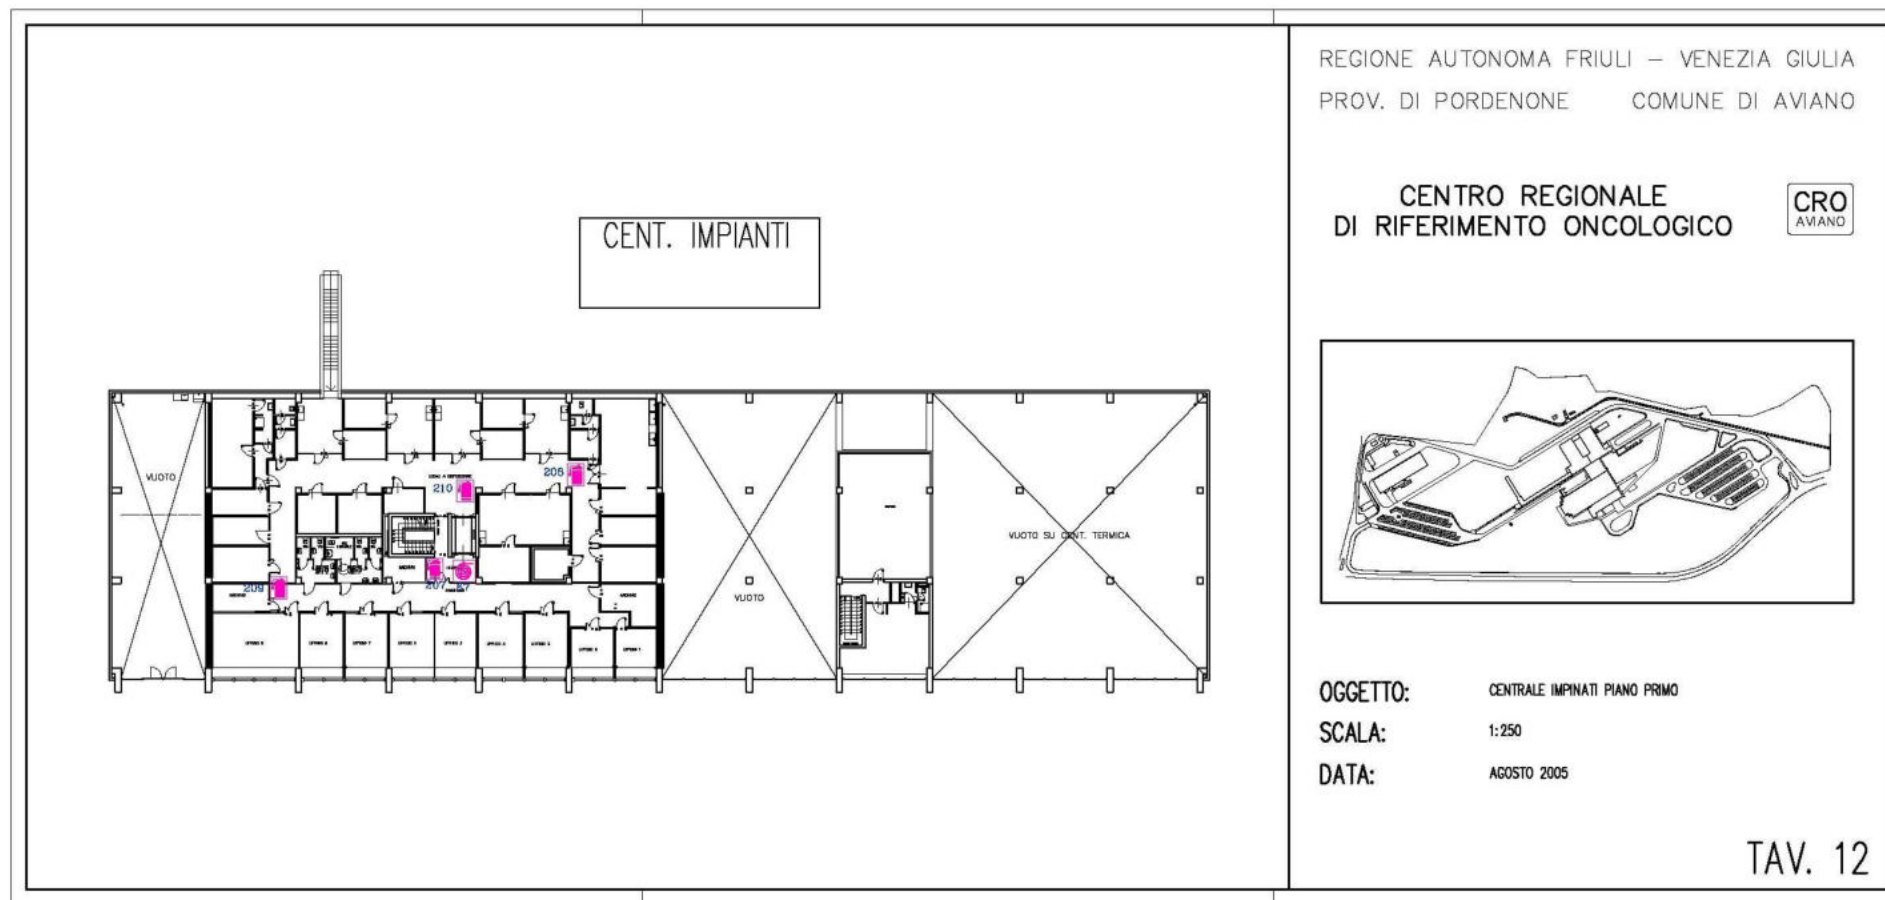 CENT. IMPIANTI
VUOTO
206
210
209
207
VUOTO
VUOTO SU CENT. TERMICA
REGIONE AUTONOMA FRIULI – VENEZIA GIULIA
PROV. DI PORDENONE COMUNE DI AVIANO
CENTRO REGIONALE
DI RIFERIMENTO ONCOLOGICO
CRO
AVIANO
OGGETTO: CENTRALE IMPINATI PIANO PRIMO
SCALA: 1:250
DATA: AGOSTO 2005
TAV. 12